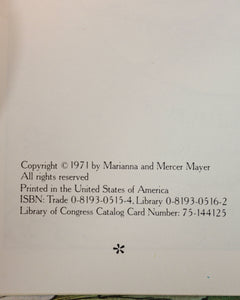 Copyright © 1971 by Marianna and Mercer Mayer
All rights reserved
Printed in the United States of America
ISBN: Trade 0-8193-0515-4, Library 0-8193-0516-2
Library of Congress Catalog Card Number: 75-144125
*